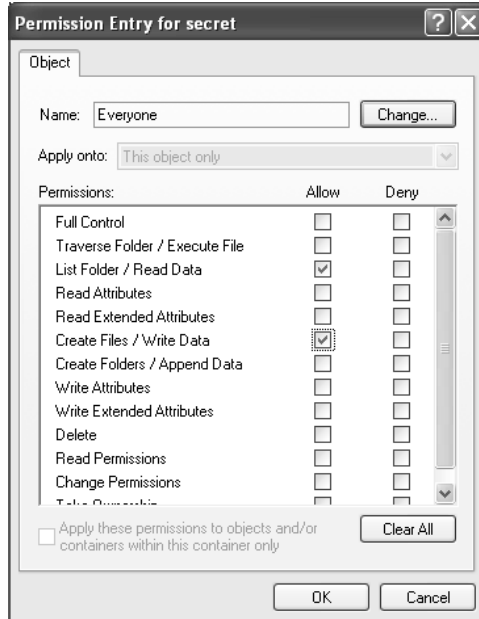 Permission Entry for secret
Object
Name: Everyone Change...
Apply onto: This object only
Permissions: Allow Deny
Full Control
Traverse Folder / Execute File
List Folder / Read Data
Read Attributes
Read Extended Attributes
Create Files / Write Data
Create Folders / Append Data
Write Attributes
Write Extended Attributes
Delete
Read Permissions
Change Permissions
Take Ownership
Apply these permissions to objects and/or Clear All
containers within this container only
OK Cancel